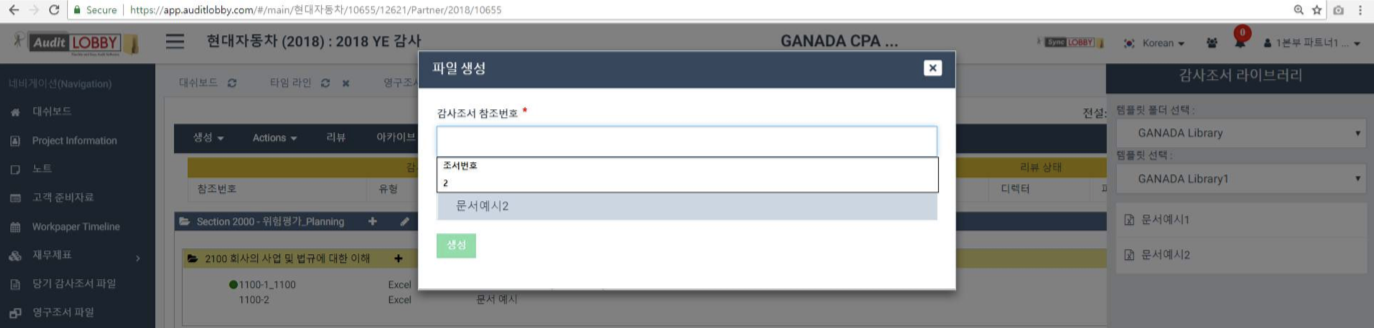 Secure | https://app.auditlobby.com/#/main/현대자동차/10655/12621/Partner/2018/10655
Audit LOBBY
현대자동차 (2018) : 2018 YE 감사
GANADA CPA ...
Sync LOBBY
Korean
0
1본부 파트너1 ...
네비게이션(Navigation)
대쉬보드
Project Information
노트
고객 준비자료
Workpaper Timeline
재무제표
당기 감사조서 파일
영구조서 파일
대쉬보드
타임 라인
영구조사
전설:
생성
Actions
리뷰
아카이브
감
리뷰 상태
참조번호
유형
디렉터
파
Section 2000 - 위험평가_Planning
2100 회사의 사업 및 법규에 대한 이해
1100-1_1100
Excel
1100-2
Excel
문서 예시
파일 생성
감사조서 참조번호 *
조서번호
2
문서예시2
생성
감사조서 라이브러리
템플릿 폴더 선택 :
GANADA Library
템플릿 선택 :
GANADA Library1
문서예시1
문서예시2